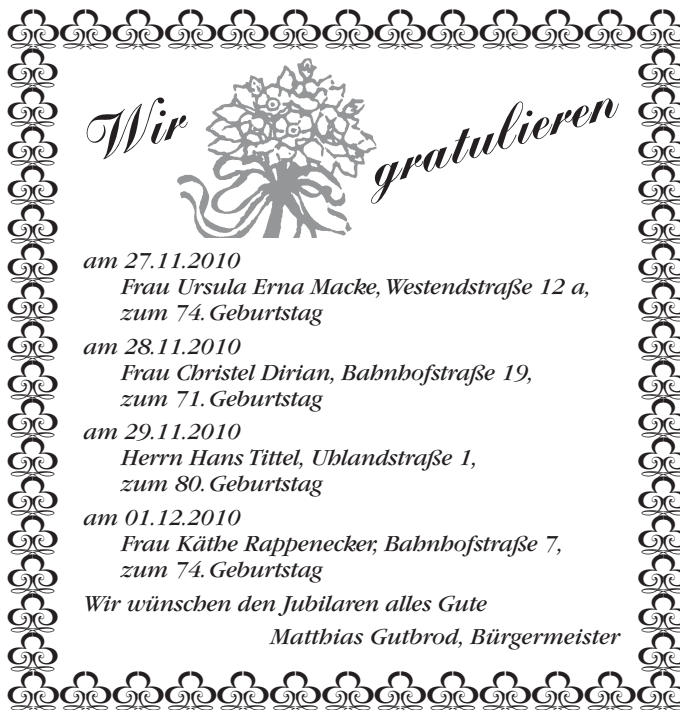 Wir gratulieren
am 27.11.2010
Frau Ursula Erna Macke, Westendstraße 12 a,
zum 74. Geburtstag
am 28.11.2010
Frau Christel Dirian, Bahnhofstraße 19,
zum 71. Geburtstag
am 29.11.2010
Herrn Hans Tittel, Uhlandstraße 1,
zum 80. Geburtstag
am 01.12.2010
Frau Käthe Rappenecker, Bahnhofstraße 7,
zum 74. Geburtstag
Wir wünschen den Jubilaren alles Gute
Matthias Gutbrod, Bürgermeister